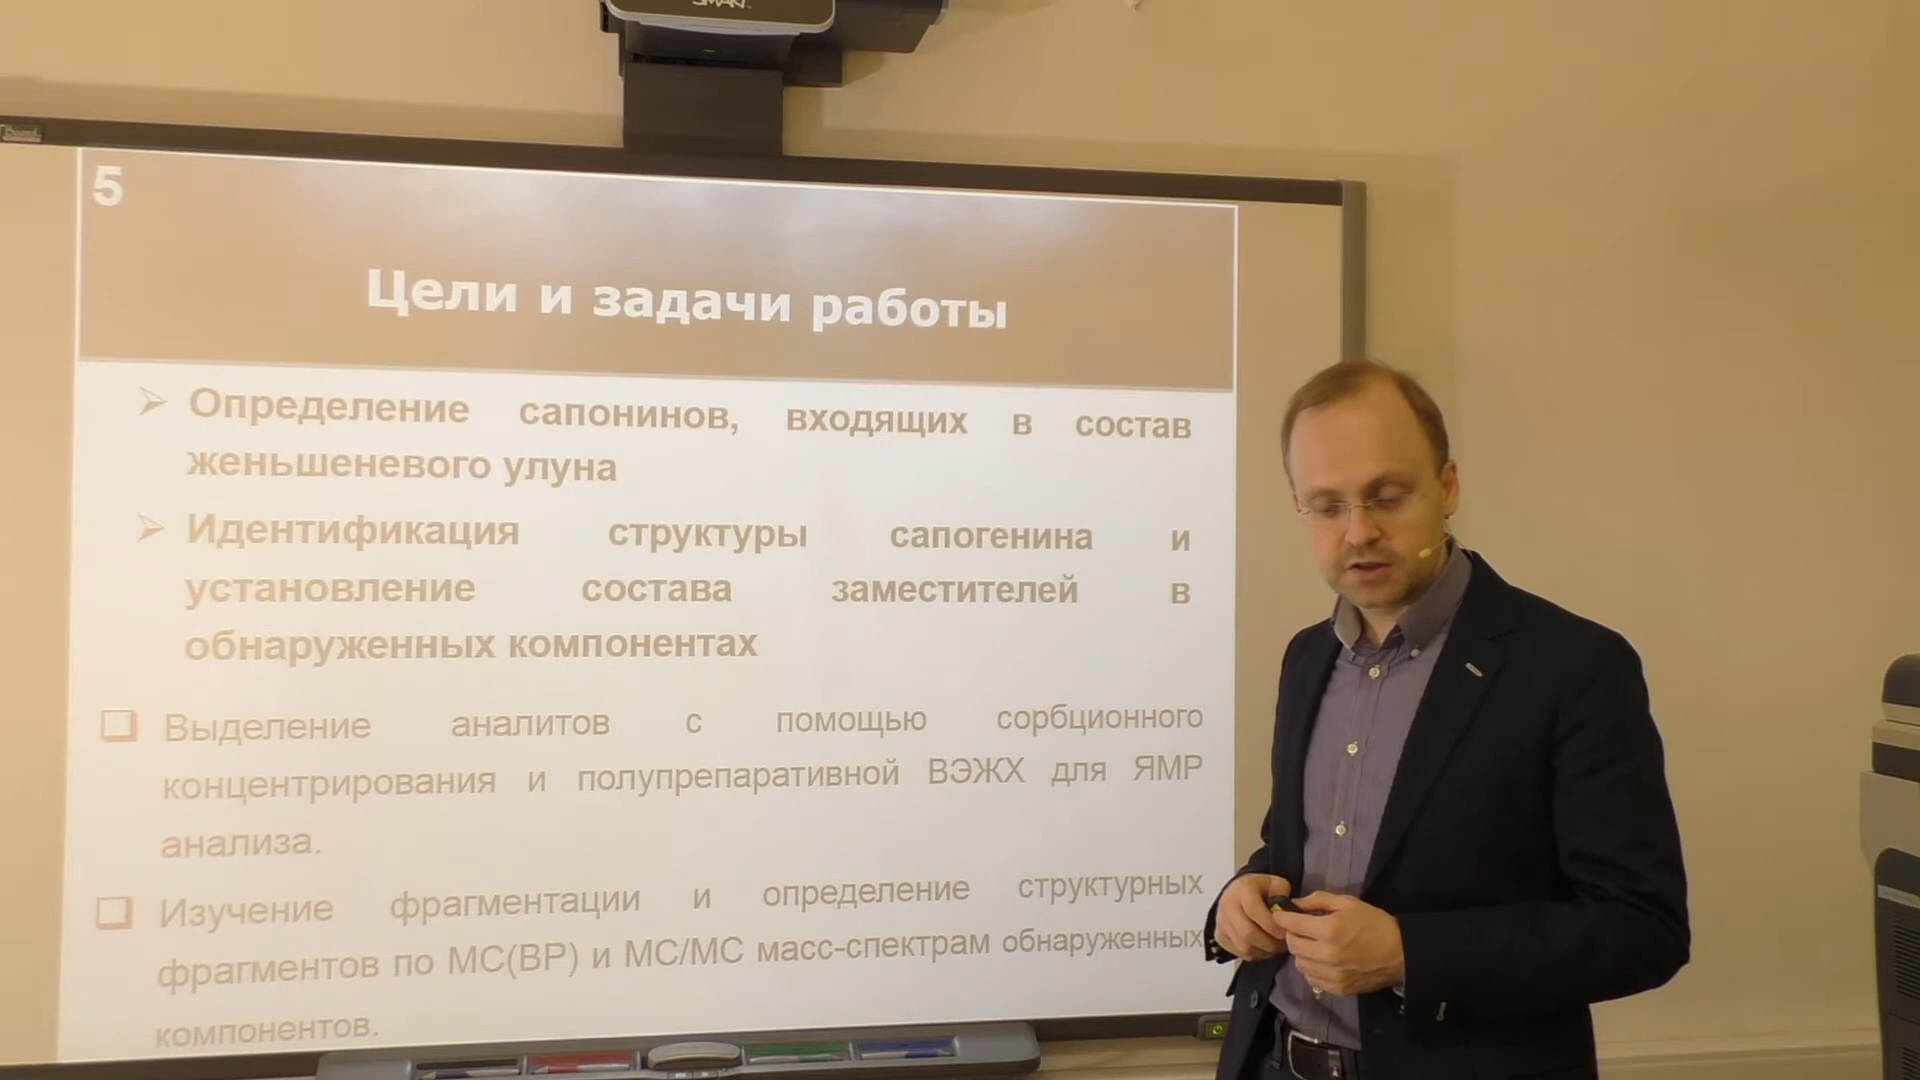 SMART
5
Цели и задачи работы
Определение сапонинов, входящих в состав
женьшеневого улуна
Идентификация структуры сапогенина и
установление состава заместителей в
обнаруженных компонентах
Выделение аналитов с помощью сорбционного
концентрирования и полупрепаративной ВЭЖХ для ЯМР
анализа.
Изучение фрагментации и определение структурных
фрагментов по МС(ВР) и МС/МС масс-спектрам обнаруженных
компонентов.